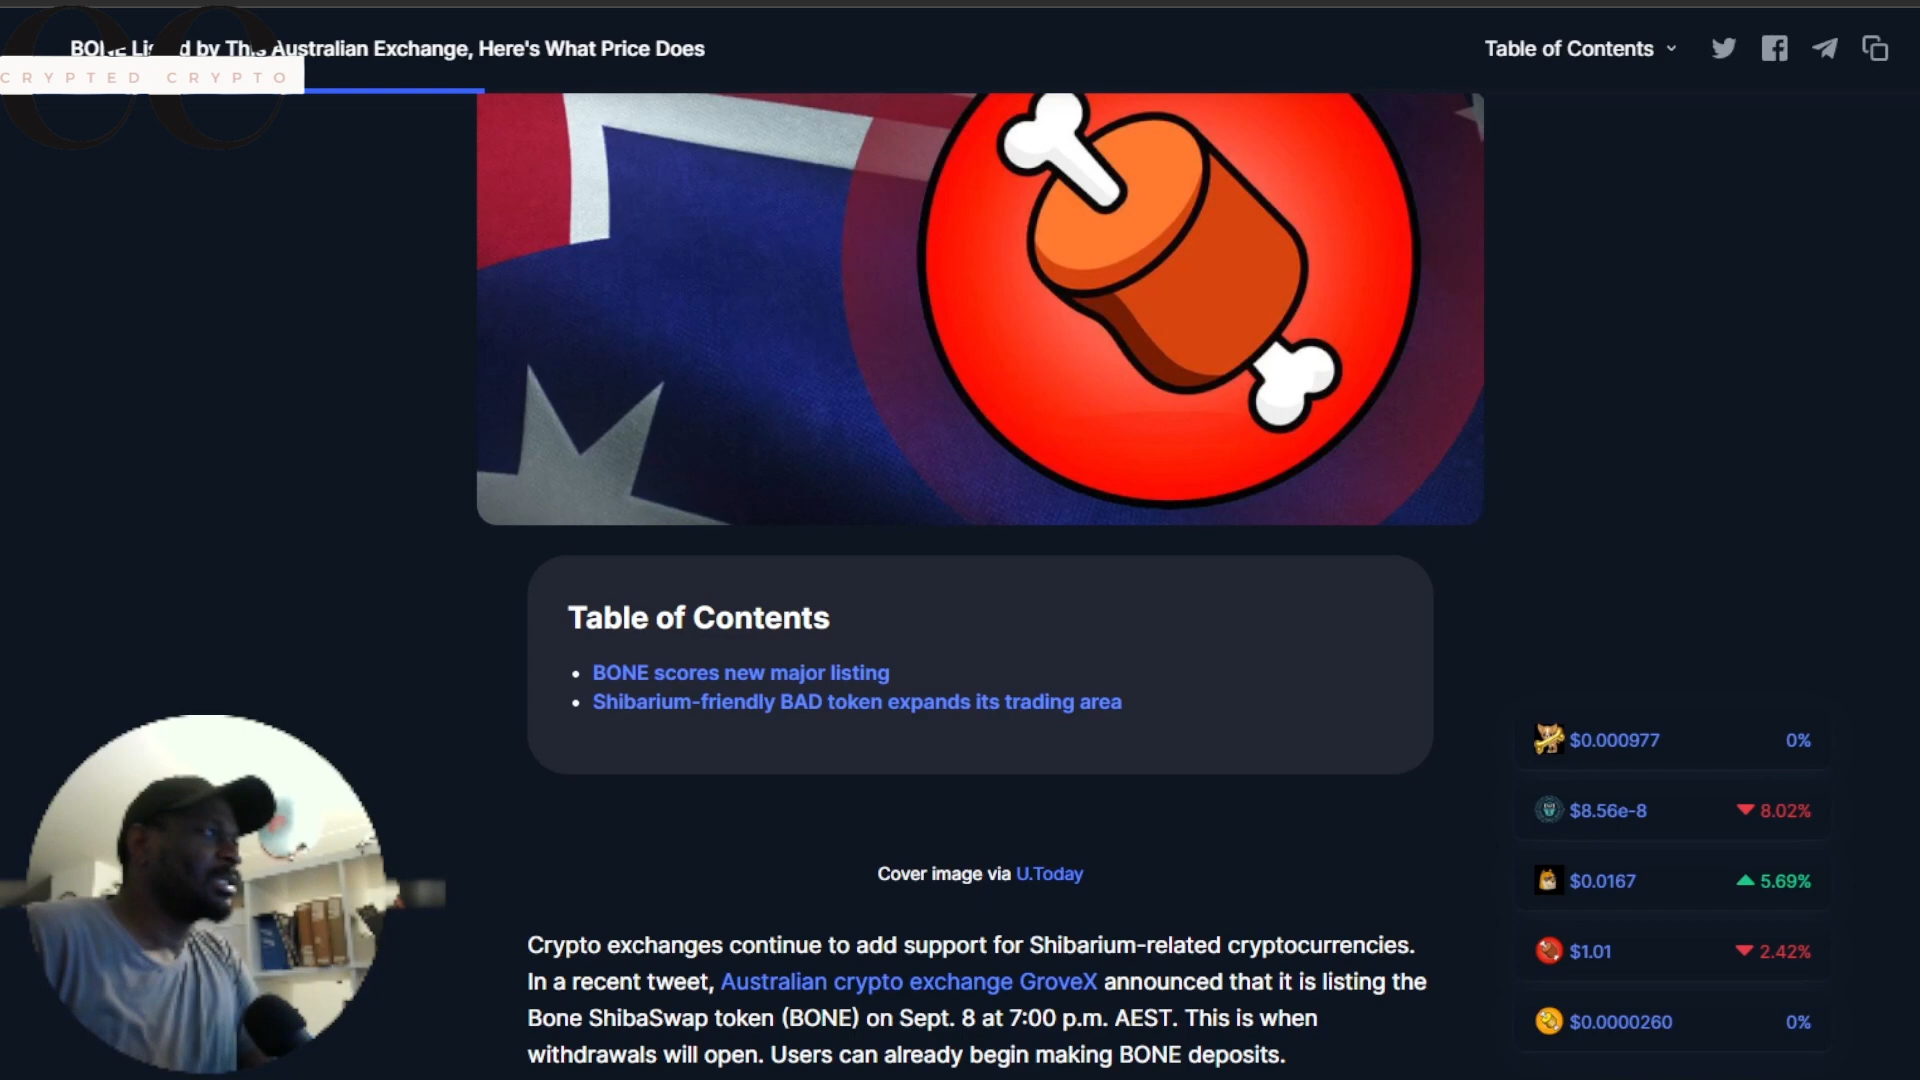 BONE Listed by This Australian Exchange, Here's What Price Does
Table of Contents
CRYPTED CRYPTO
Table of Contents
BONE scores new major listing
Shibarium-friendly BAD token expands its trading area
$0.000977 0%
$8.56e-8 8.02%
$0.0167 5.69%
$1.01 2.42%
$0.0000260 0%
Cover image via U.Today
Crypto exchanges continue to add support for Shibarium-related cryptocurrencies.
In a recent tweet, Australian crypto exchange GroveX announced that it is listing the
Bone ShibaSwap token (BONE) on Sept. 8 at 7:00 p.m. AEST. This is when
withdrawals will open. Users can already begin making BONE deposits.